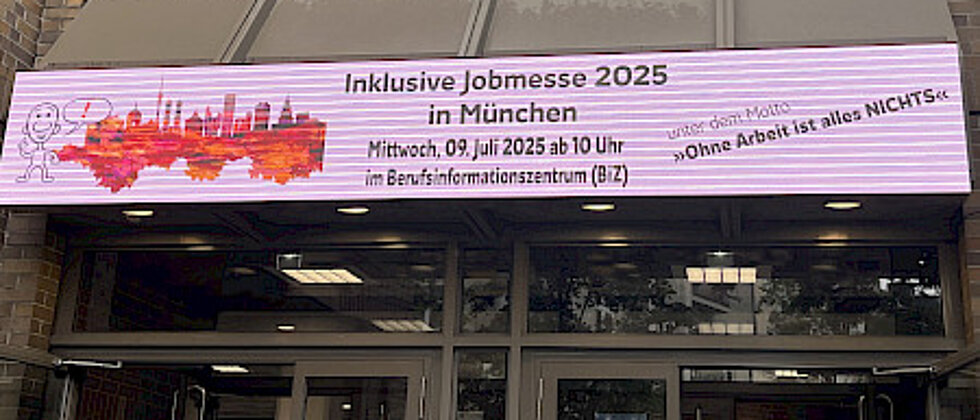 !
Inklusive Jobmesse 2025
in München
Mittwoch, 09. Juli 2025 ab 10 Uhr
im Berufsinformationszentrum (BiZ)
unter dem Motto
»Ohne Arbeit ist alles NICHTS«